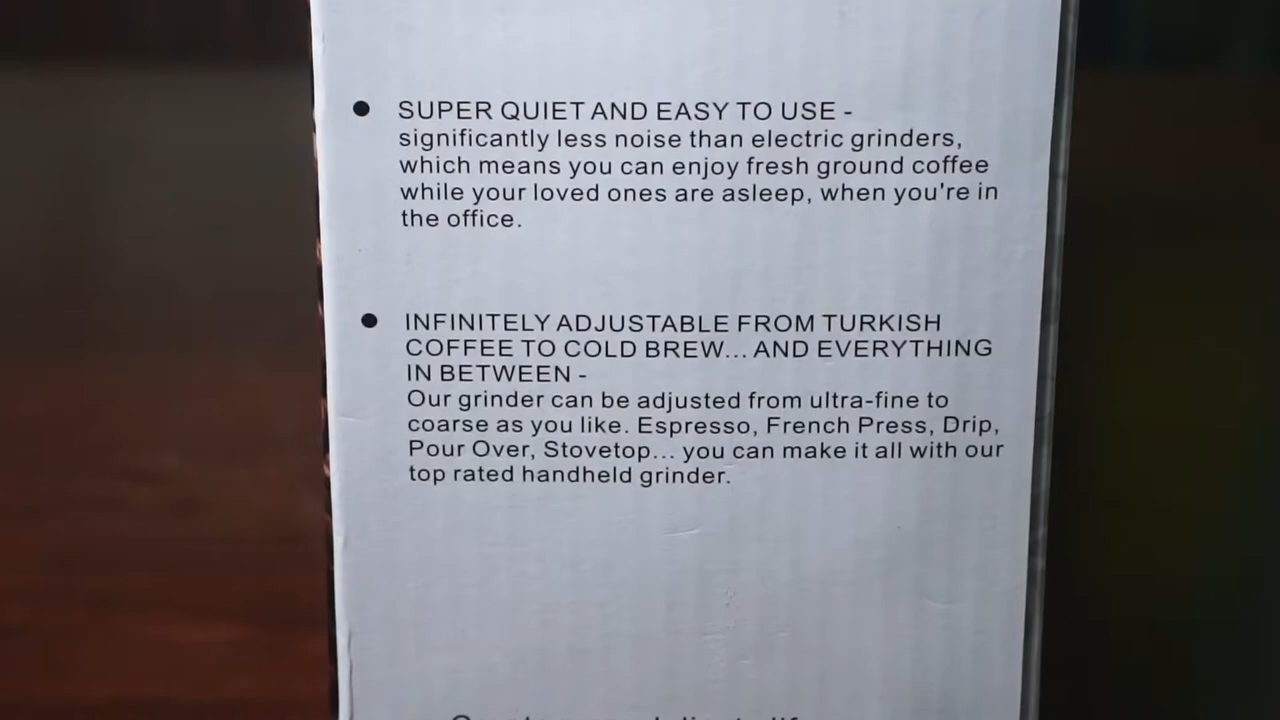 ● SUPER QUIET AND EASY TO USE -
significantly less noise than electric grinders,
which means you can enjoy fresh ground coffee
while your loved ones are asleep, when you're in
the office.
● INFINITELY ADJUSTABLE FROM TURKISH
COFFEE TO COLD BREW... AND EVERYTHING
IN BETWEEN -
Our grinder can be adjusted from ultra-fine to
coarse as you like. Espresso, French Press, Drip,
Pour Over, Stovetop... you can make it all with our
top rated handheld grinder.